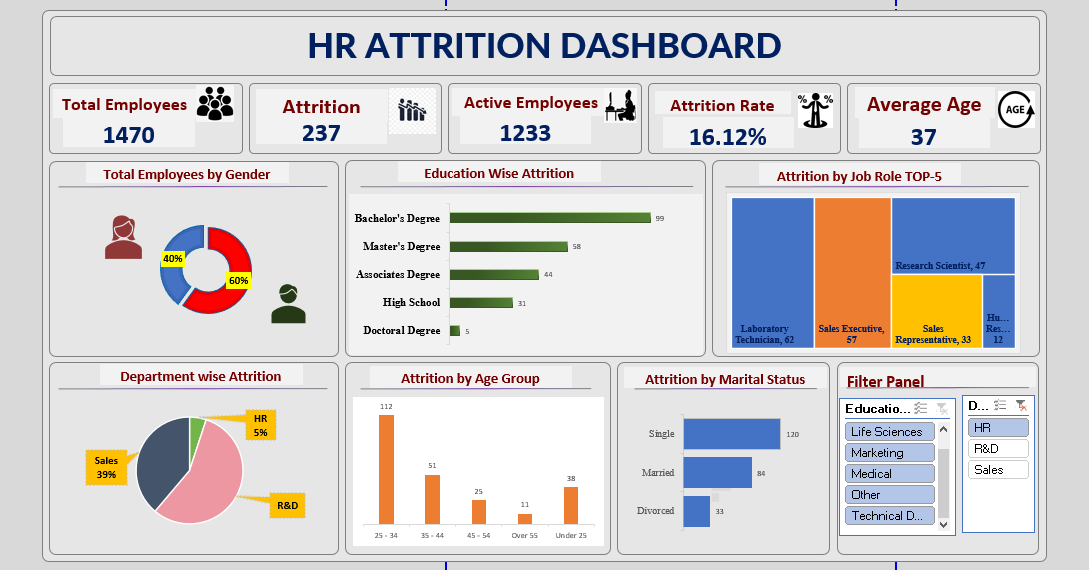 HR ATTRITION DASHBOARD
Total Employees
1470
Attrition
237
Active Employees
1233
Attrition Rate
16.12%
% %
Average Age
37
AGE
Total Employees by Gender
40%
60%
Education Wise Attrition
Bachelor's Degree 99
Master's Degree 58
Associates Degree 44
High School 31
Doctoral Degree 5
Attrition by Job Role TOP-5
Laboratory
Technician, 62
Sales Executive,
57
Research Scientist, 47
Sales
Representative, 33
Hu...
Res...
12
Department wise Attrition
HR
5%
Sales
39%
R&D
Attrition by Age Group
112
51
25
11
38
25 - 34 35 - 44 45 - 54 Over 55 Under 25
Attrition by Marital Status
Single 120
Married 84
Divorced 33
Filter Panel
Educatio...
Life Sciences
Marketing
Medical
Other
Technical D...
D...
HR
R&D
Sales